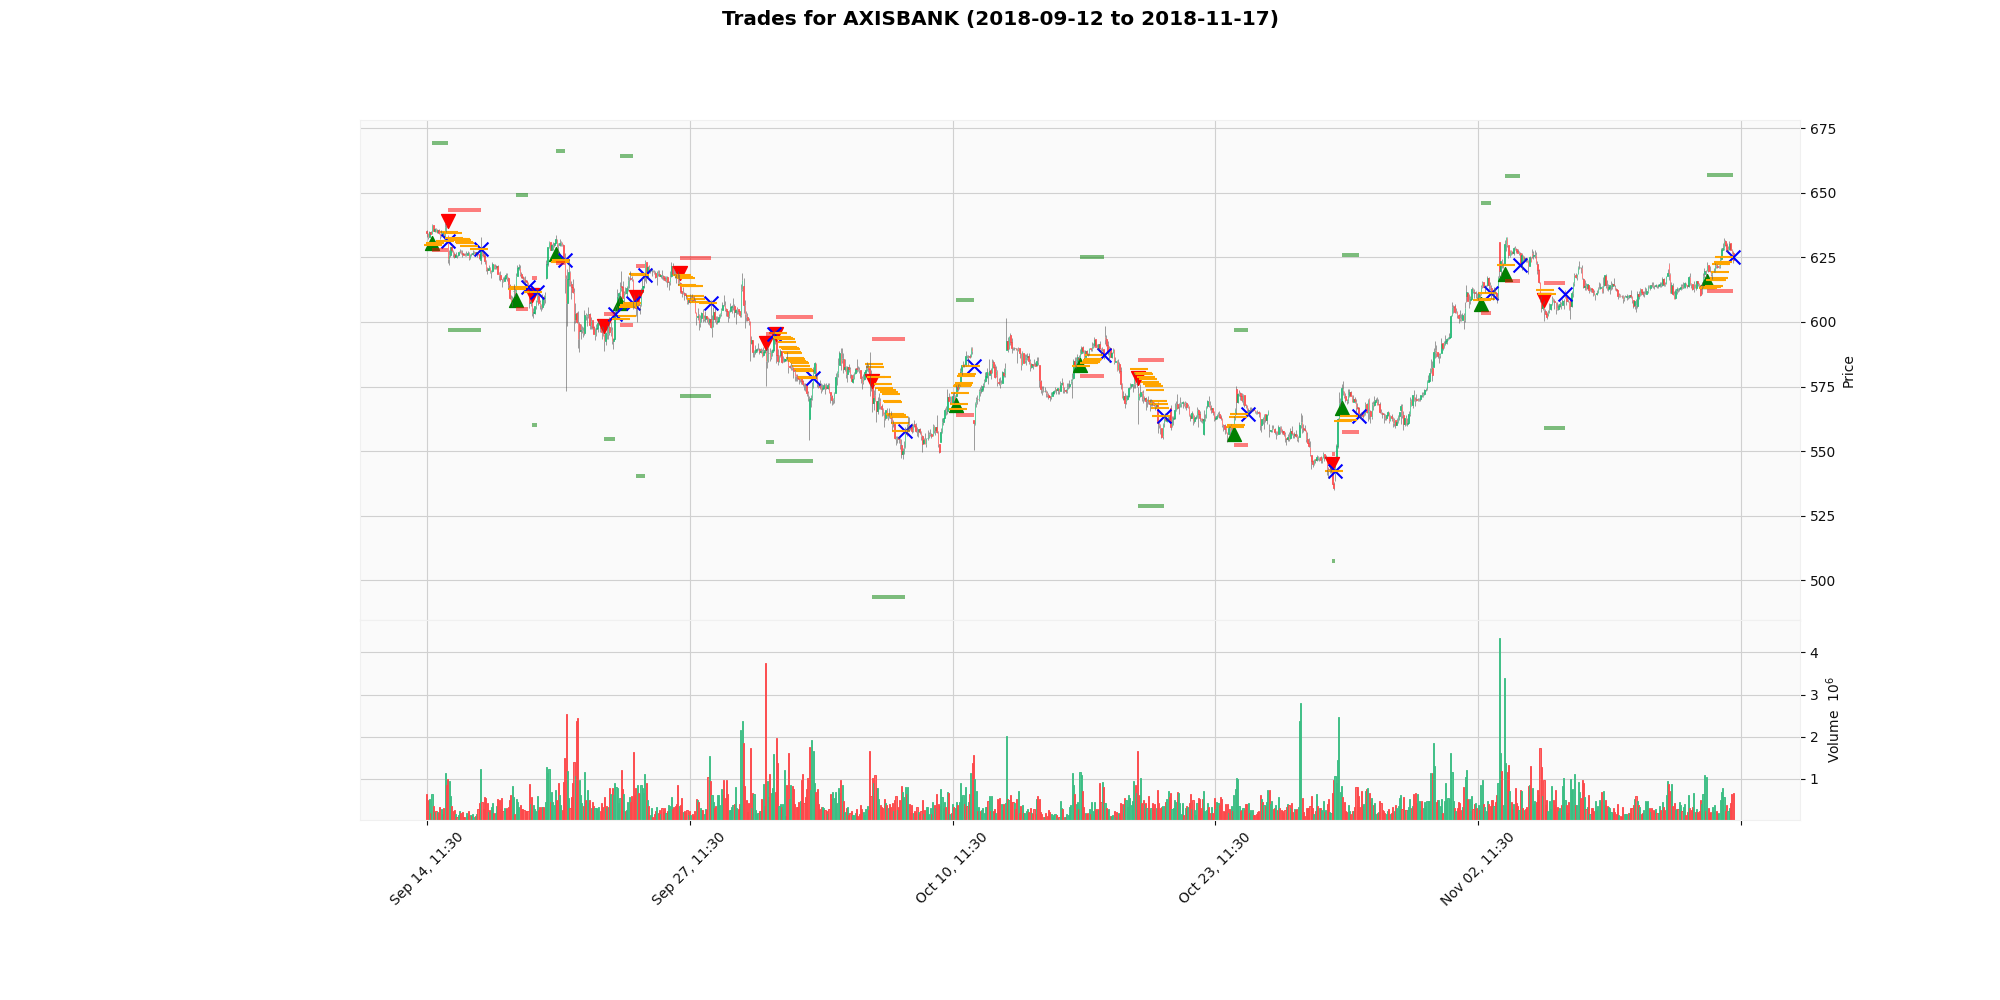 Trades for AXISBANK (2018-09-12 to 2018-11-17)
675
650
625
600
575
550
525
500
Price
4
3
2
1
Volume 10^6
Sep 14, 11:30
Sep 27, 11:30
Oct 10, 11:30
Oct 23, 11:30
Nov 02, 11:30